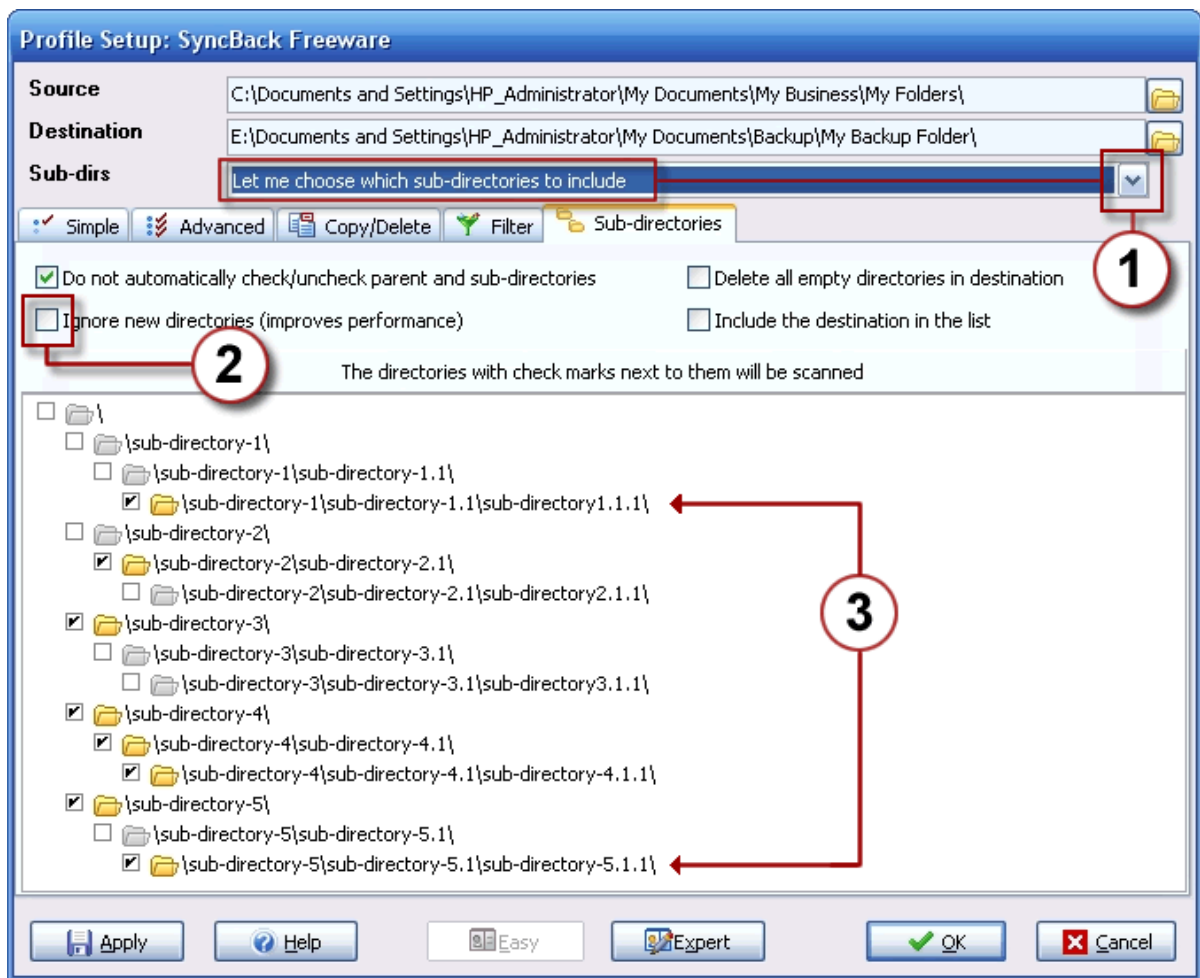 Profile Setup: SyncBack Freeware
Source
C:\Documents and Settings\HP_Administrator\My Documents\My Business\My Folders\
Destination
E:\Documents and Settings\HP_Administrator\My Documents\Backup\My Backup Folder\
Sub-dirs
Let me choose which sub-directories to include
Simple
Advanced
Copy/Delete
Filter
Sub-directories
1
Do not automatically check/uncheck parent and sub-directories
Delete all empty directories in destination
Ignore new directories (improves performance)
Include the destination in the list
2
The directories with check marks next to them will be scanned
\
\sub-directory-1\
\sub-directory-1\sub-directory-1.1\
\sub-directory-1\sub-directory-1.1\sub-directory1.1.1\
\sub-directory-2\
\sub-directory-2\sub-directory-2.1\
\sub-directory-2\sub-directory-2.1\sub-directory2.1.1\
3
\sub-directory-3\
\sub-directory-3\sub-directory-3.1\
\sub-directory-3\sub-directory-3.1\sub-directory3.1.1\
\sub-directory-4\
\sub-directory-4\sub-directory-4.1\
\sub-directory-4\sub-directory-4.1\sub-directory-4.1.1\
\sub-directory-5\
\sub-directory-5\sub-directory-5.1\
\sub-directory-5\sub-directory-5.1\sub-directory-5.1.1\
Apply
Help
Easy
Expert
OK
Cancel